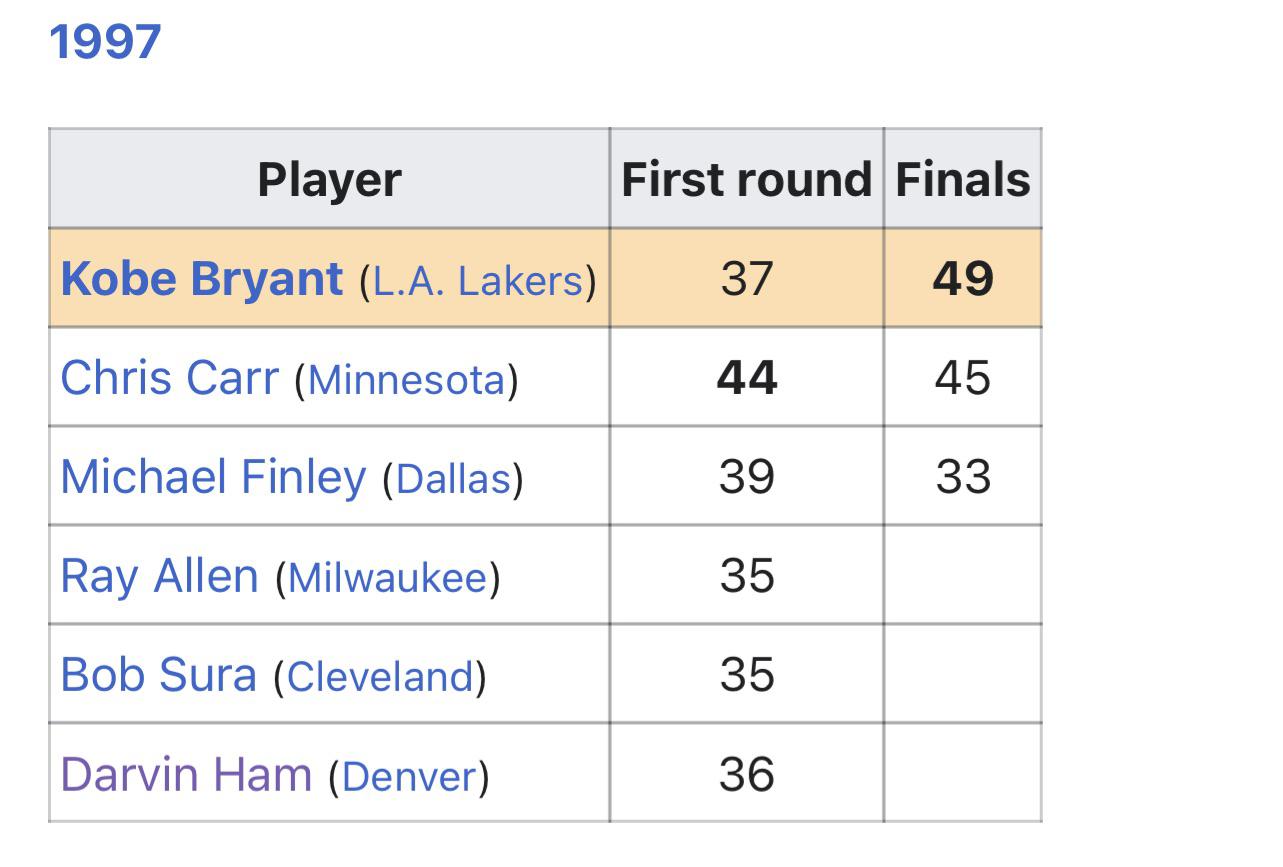 1997
Player First round Finals
Kobe Bryant (L.A. Lakers) 37 49
Chris Carr (Minnesota) 44 45
Michael Finley (Dallas) 39 33
Ray Allen (Milwaukee) 35
Bob Sura (Cleveland) 35
Darvin Ham (Denver) 36